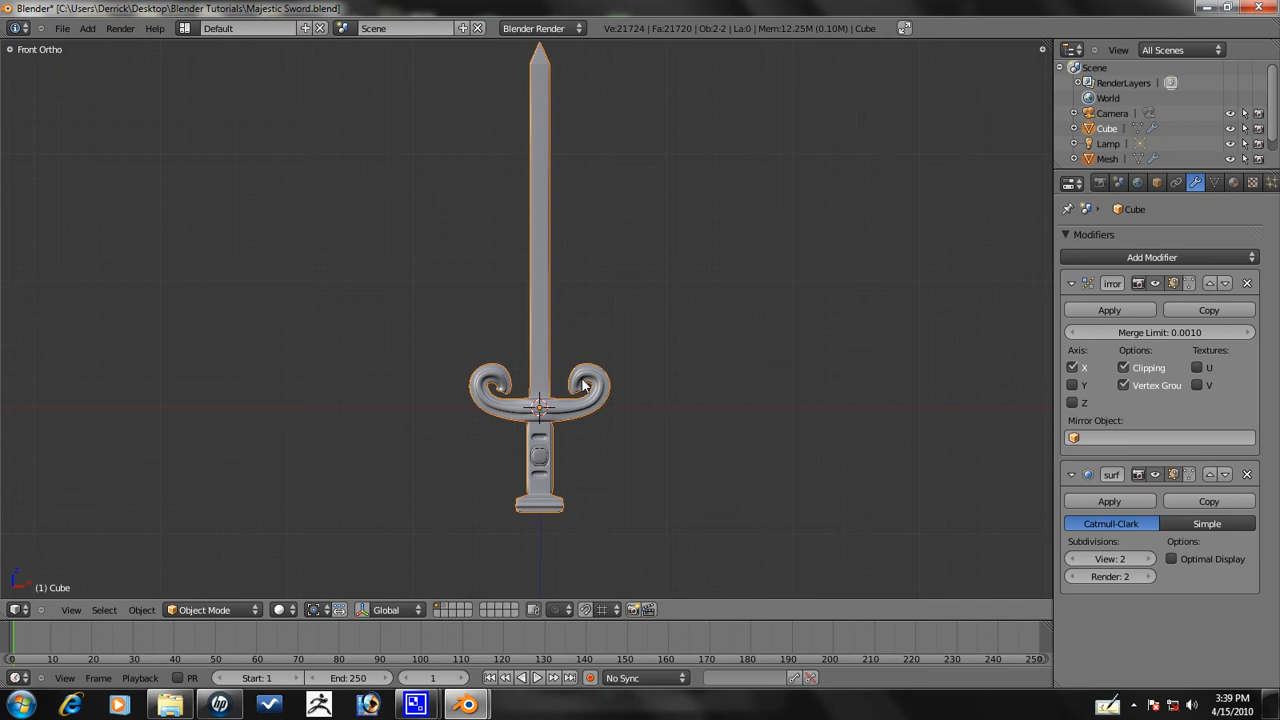 Blender* [C:\Users\Derrick\Desktop\Blender Tutorials\Majestic Sword.blend]
File Add Render Help Default Scene Blender Render Ve:21724 | Fa:21720 | Ob:2-2 | La:0 | Mem:12.25M (0.10M) | Cube
View All Scenes
Front Ortho
Scene
RenderLayers
World
Camera
Cube
Lamp
Mesh
Cube
Modifiers
Add Modifier
irror
Apply Copy
Merge Limit: 0.0010
Axis: Options: Textures:
X Clipping U
Y Vertex Grou V
Z
Mirror Object:
surf
Apply Copy
Catmull-Clark Simple
Subdivisions: Options:
View: 2 Optimal Display
Render: 2
z
(1) Cube
View Select Object Object Mode Global
0 10 20 30 40 50 60 70 80 90 100 110 120 130 140 150 160 170 180 190 200 210 220 230 240 250
View Frame Playback PR Start: 1 End: 250 1 No Sync
3:39 PM
4/15/2010